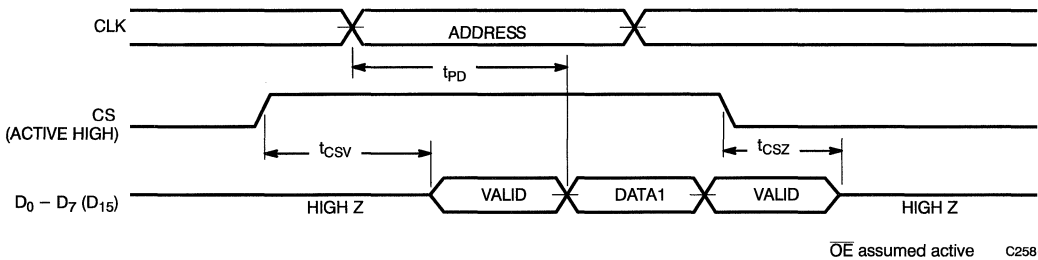 CLK
ADDRESS
tPD
CS
(ACTIVE HIGH)
tCSV
tCSZ
D0 – D7 (D15)
HIGH Z
VALID
DATA1
VALID
HIGH Z
OE assumed active
C258